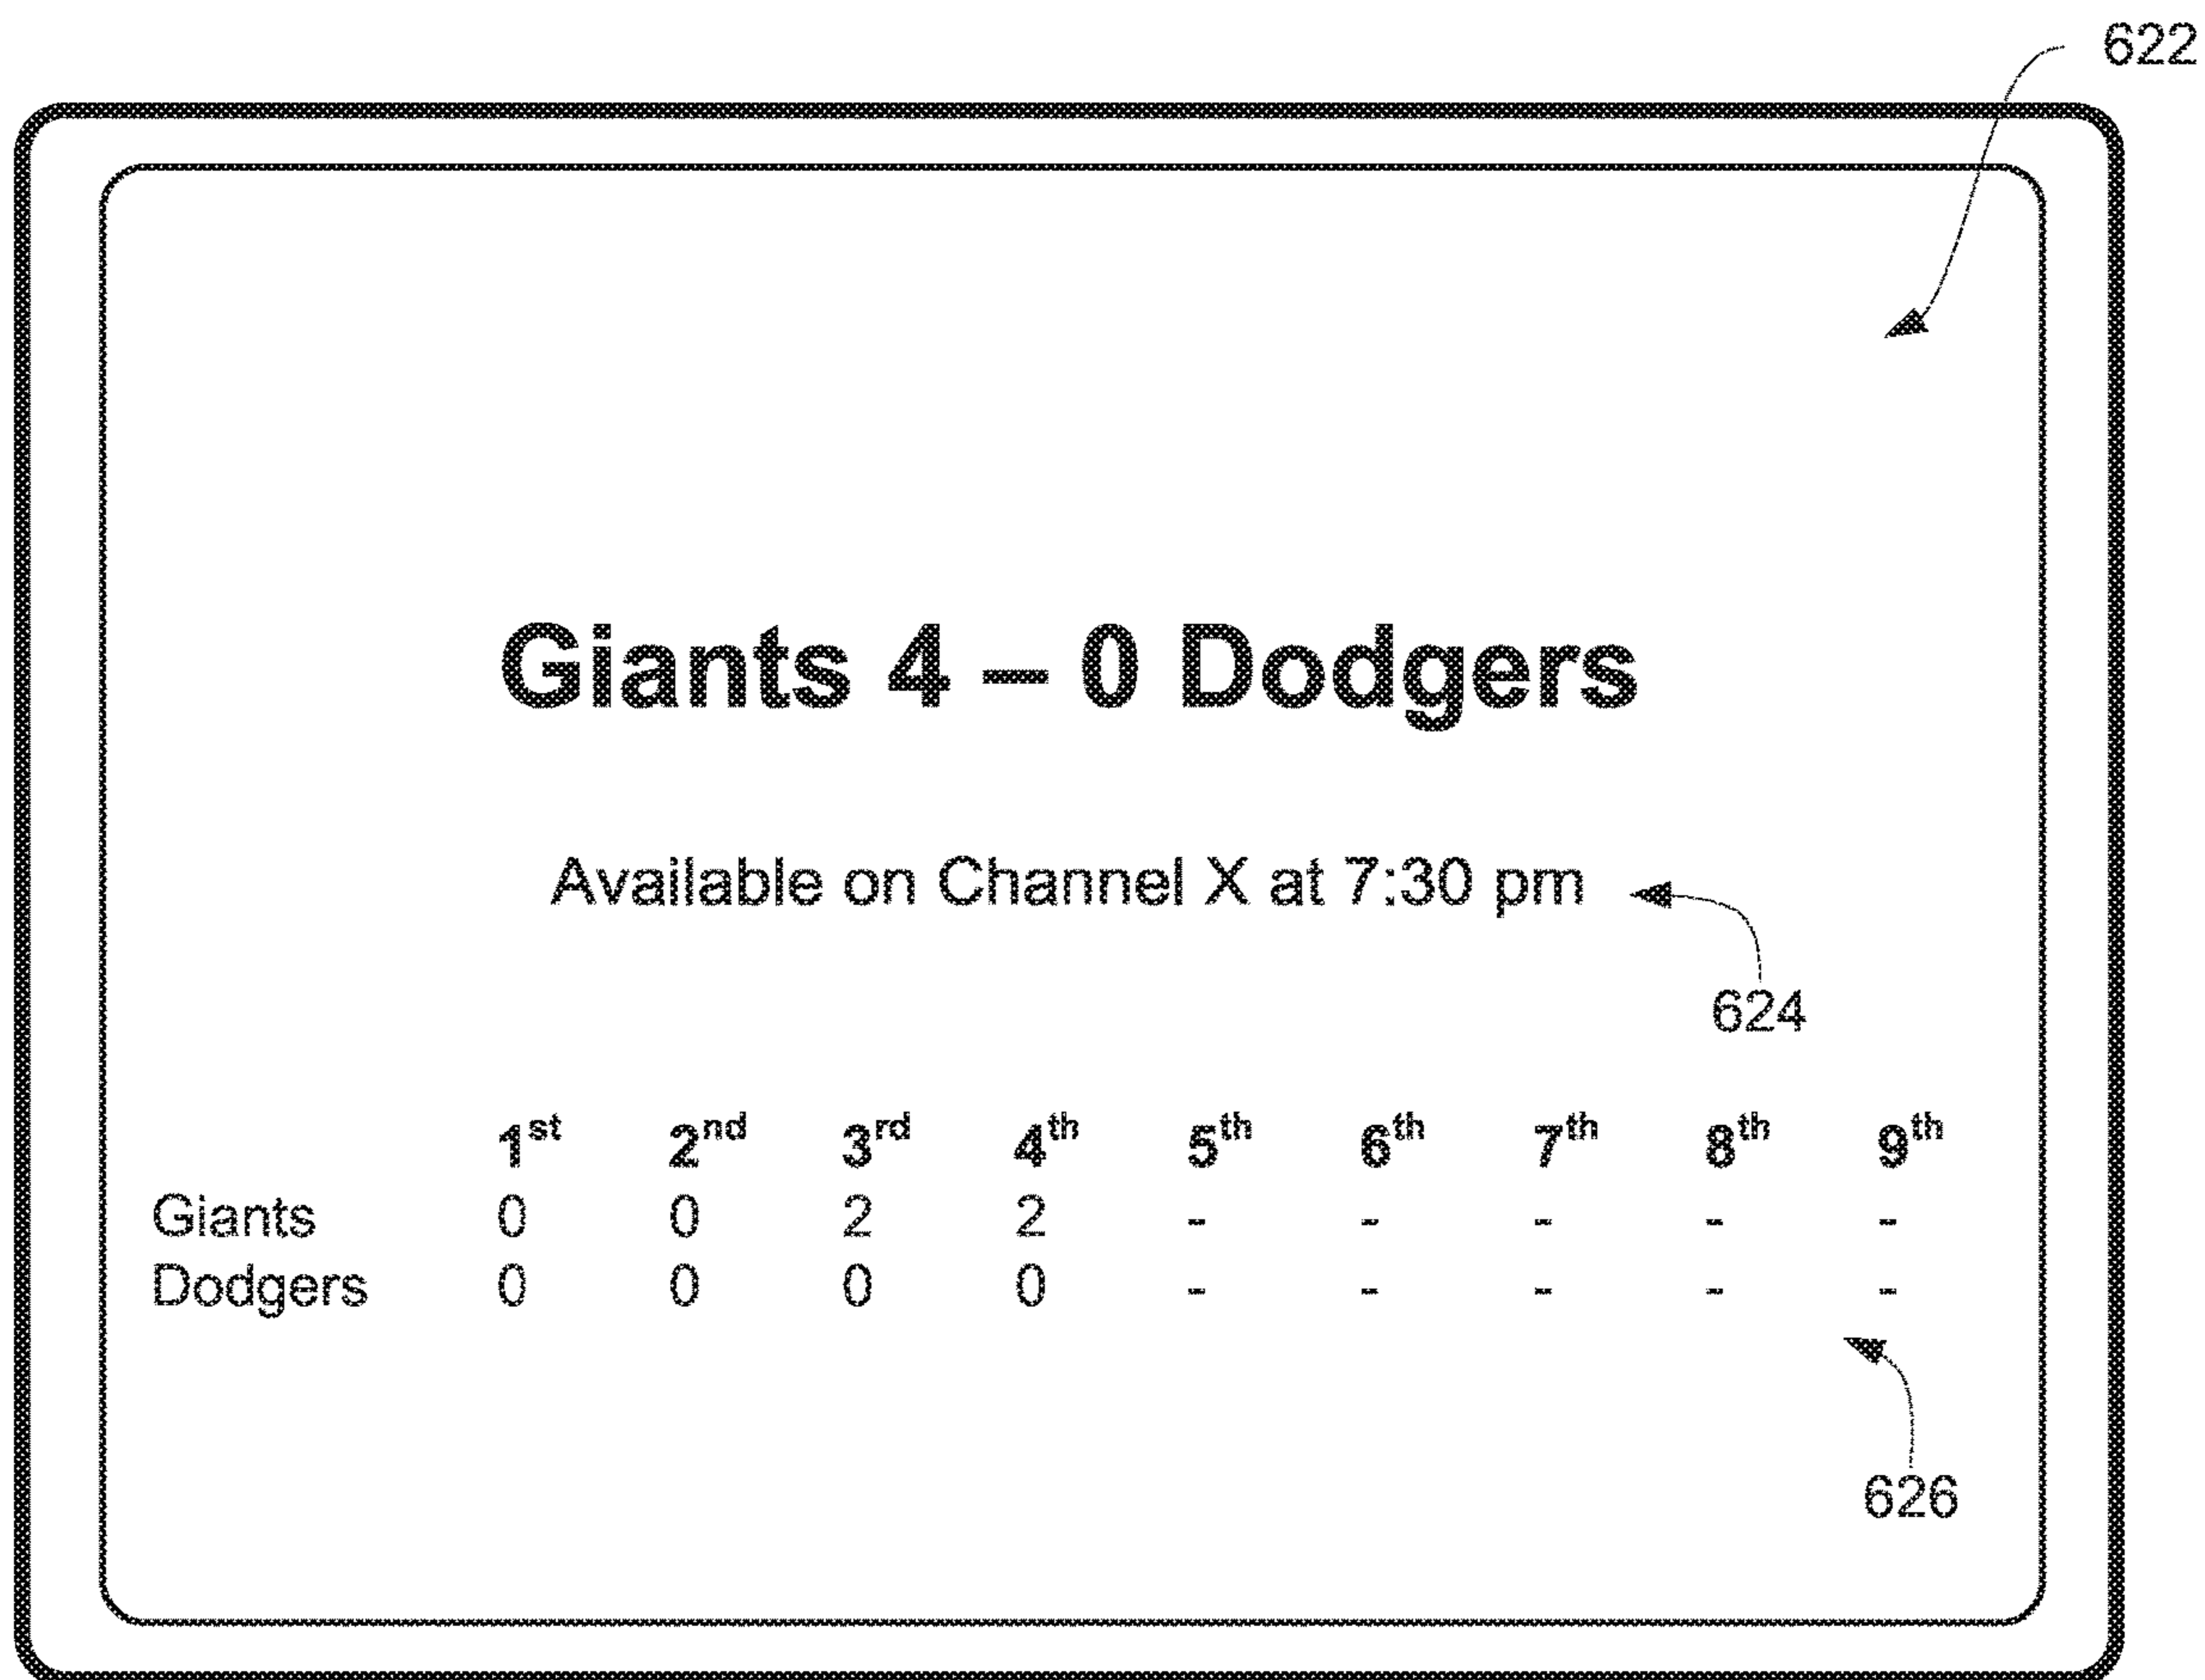 622
Giants 4 – 0 Dodgers
Available on Channel X at 7:30 pm
624
1st 2nd 3rd 4th 5th 6th 7th 8th 9th
Giants 0 0 2 2 - - - - -
Dodgers 0 0 0 0 - - - - -
626